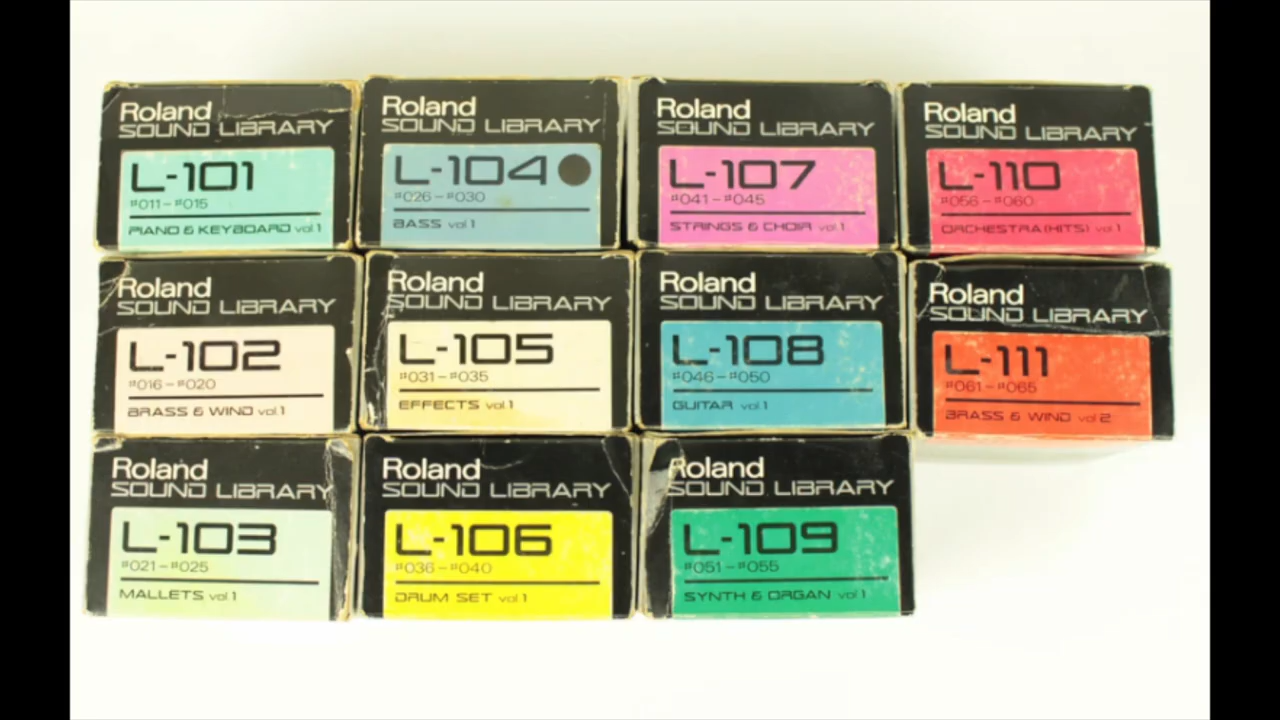 Roland
SOUND LIBRARY
L-101
#011-#015
PIANO & KEYBOARD vol.1
Roland
SOUND LIBRARY
L-104
#026-#030
BASS vol.1
Roland
SOUND LIBRARY
L-107
#041-#045
STRINGS & CHOIR vol.1
Roland
SOUND LIBRARY
L-110
#056-#060
ORCHESTRA(HITS) vol.1
Roland
SOUND LIBRARY
L-102
#016-#020
BRASS & WIND vol.1
Roland
SOUND LIBRARY
L-105
#031-#035
EFFECTS vol.1
Roland
SOUND LIBRARY
L-108
#046-#050
GUITAR vol.1
Roland
SOUND LIBRARY
L-111
#061-#065
BRASS & WIND vol.2
Roland
SOUND LIBRARY
L-103
#021-#025
MALLETS vol.1
Roland
SOUND LIBRARY
L-106
#036-#040
DRUM SET vol.1
Roland
SOUND LIBRARY
L-109
#051-#055
SYNTH & ORGAN vol.1